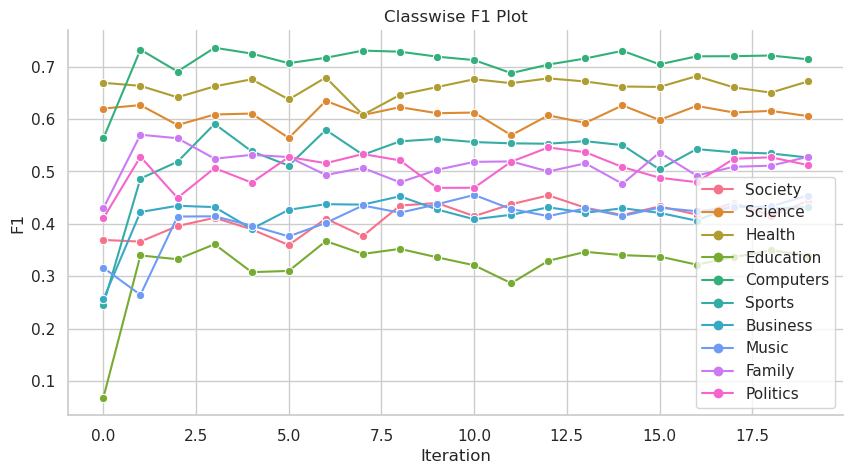 Classwise F1 Plot
F1
0.7
0.6
0.5
0.4
0.3
0.2
0.1
0.0 2.5 5.0 7.5 10.0 12.5 15.0 17.5
Iteration
Society
Science
Health
Education
Computers
Sports
Business
Music
Family
Politics